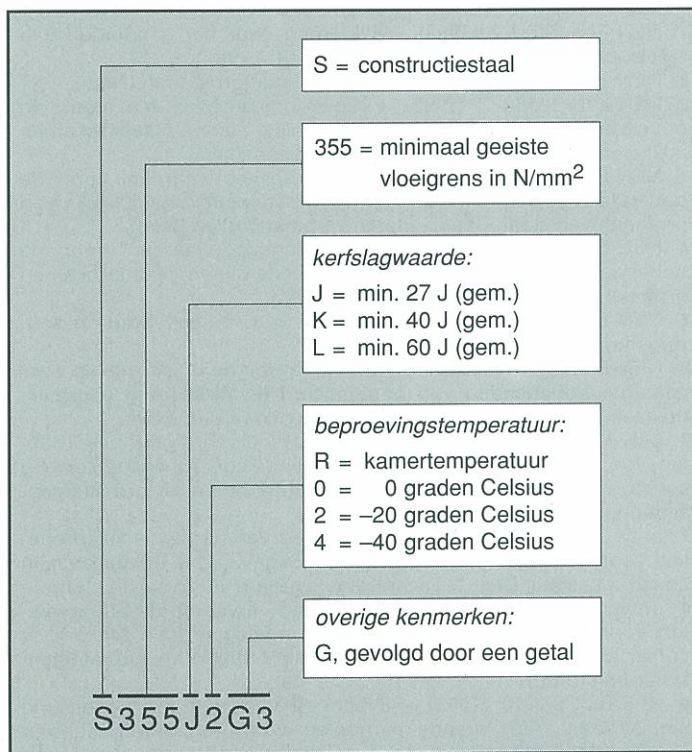 S = constructiestaal
355 = minimaal geeiste
vloeigrens in N/mm²
kerfslagwaarde:
J = min. 27 J (gem.)
K = min. 40 J (gem.)
L = min. 60 J (gem.)
beproevingstemperatuur:
R = kamertemperatuur
0 = 0 graden Celsius
2 = –20 graden Celsius
4 = –40 graden Celsius
overige kenmerken:
G, gevolgd door een getal
S355J2G3